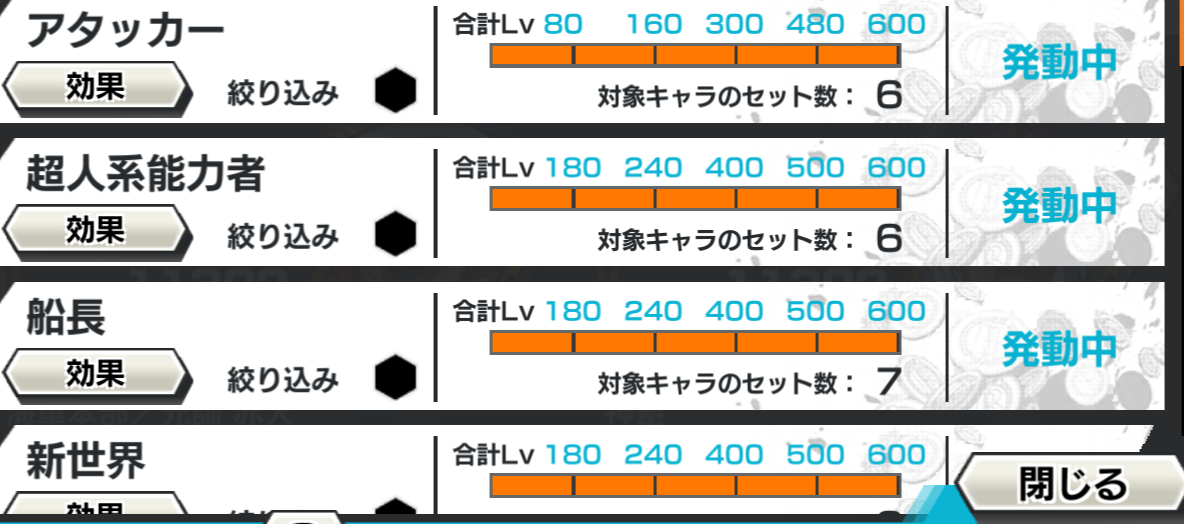 アタッカー
合計Lv 80 160 300 480 600
効果
絞り込み
対象キャラのセット数： 6
発動中
超人系能力者
合計Lv 180 240 400 500 600
効果
絞り込み
対象キャラのセット数： 6
発動中
船長
合計Lv 180 240 400 500 600
効果
絞り込み
対象キャラのセット数： 7
発動中
新世界
合計Lv 180 240 400 500 600
効果
閉じる